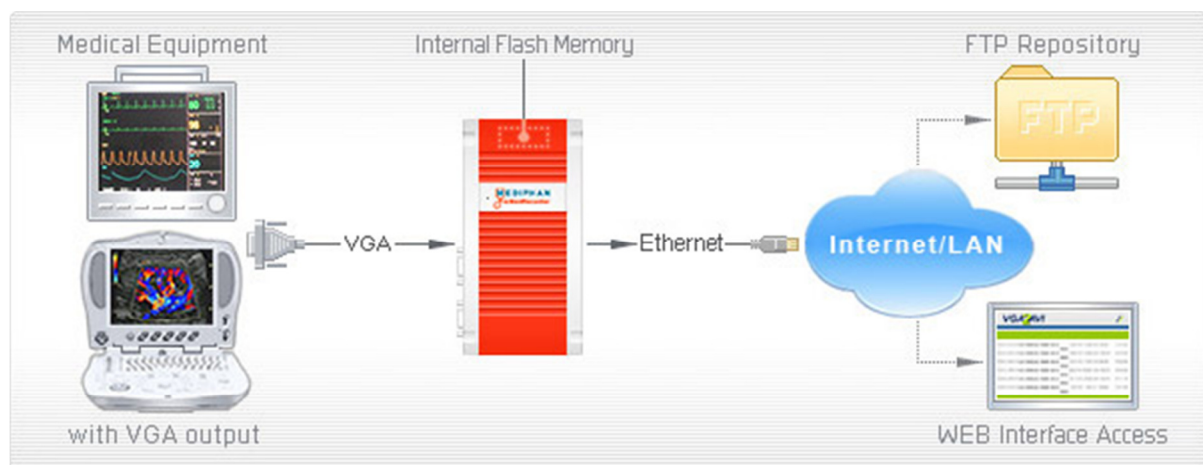 Medical Equipment
Internal Flash Memory
FTP Repository
FTP
MEDIPHAN
VGA
Ethernet
Internet/LAN
VGA2AVI
with VGA output
WEB Interface Access